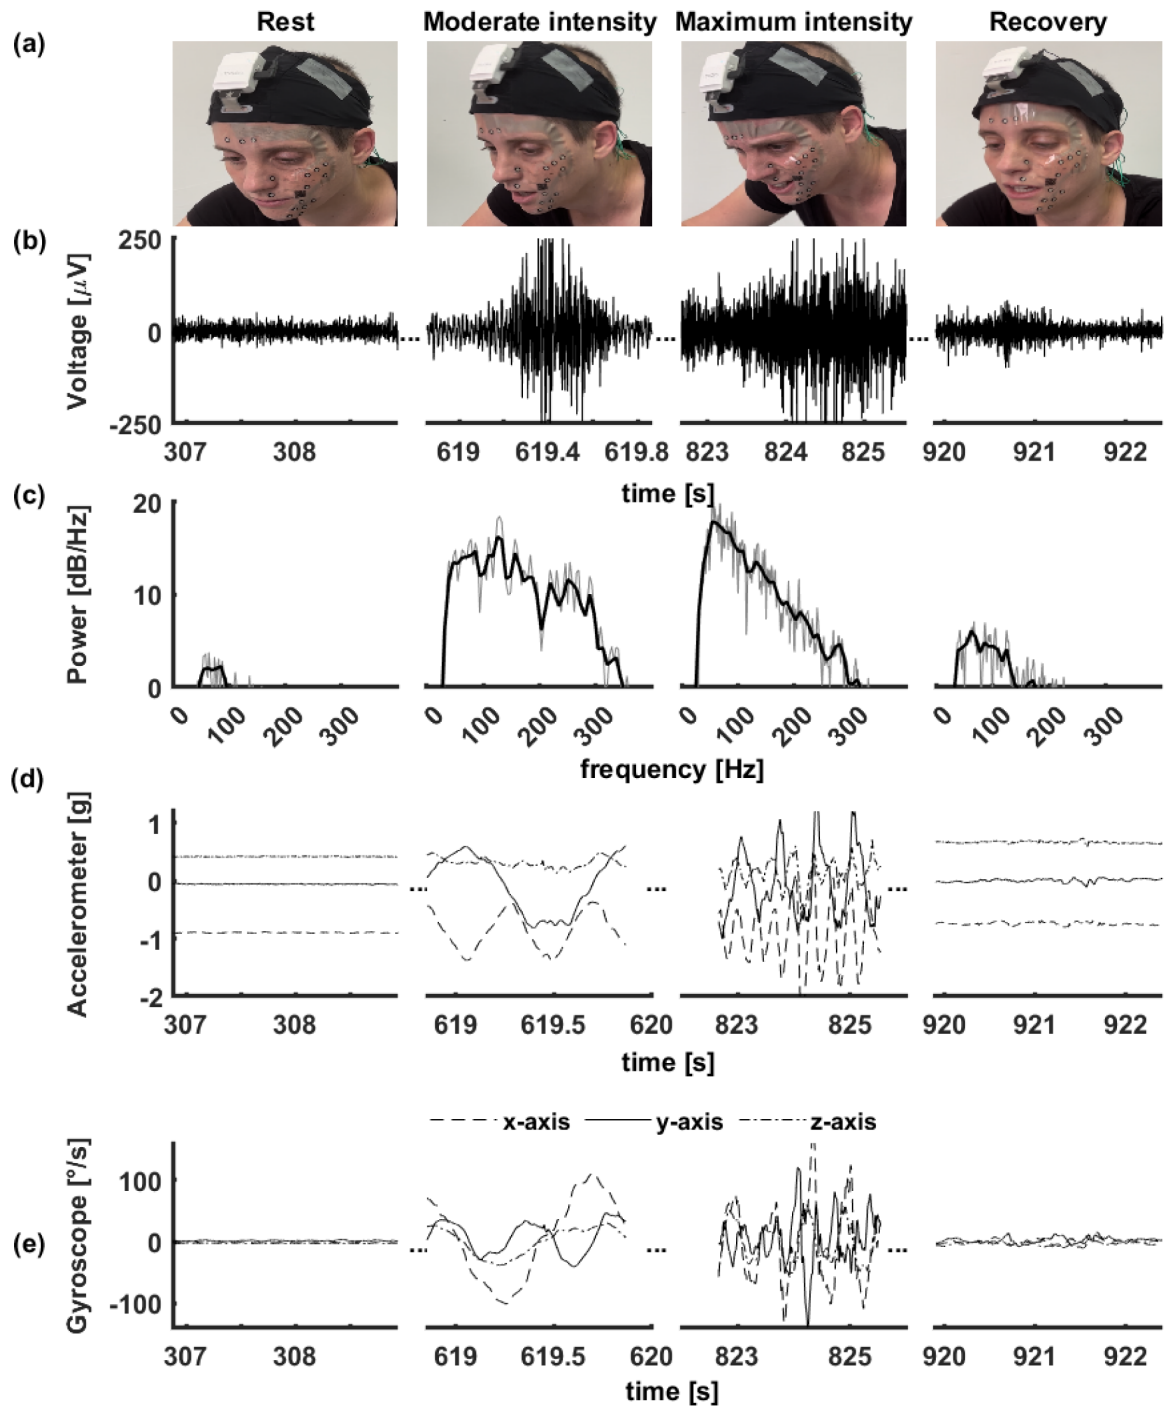 Rest Moderate intensity Maximum intensity Recovery
(a)
(b)
250
0
-250
Voltage [µV]
... ... ...
307 308 619 619.4 619.8 823 824 825 920 921 922
time [s]
(c)
20
10
0
Power [dB/Hz]
0 100 200 300 0 100 200 300 0 100 200 300 0 100 200 300
frequency [Hz]
(d)
1
0
-1
-2
Accelerometer [g]
... ... ...
307 308 619 619.5 620 823 825 920 921 922
time [s]
x-axis y-axis z-axis
(e)
100
0
-100
Gyroscope [°/s]
... ... ...
307 308 619 619.5 620 823 825 920 921 922
time [s]